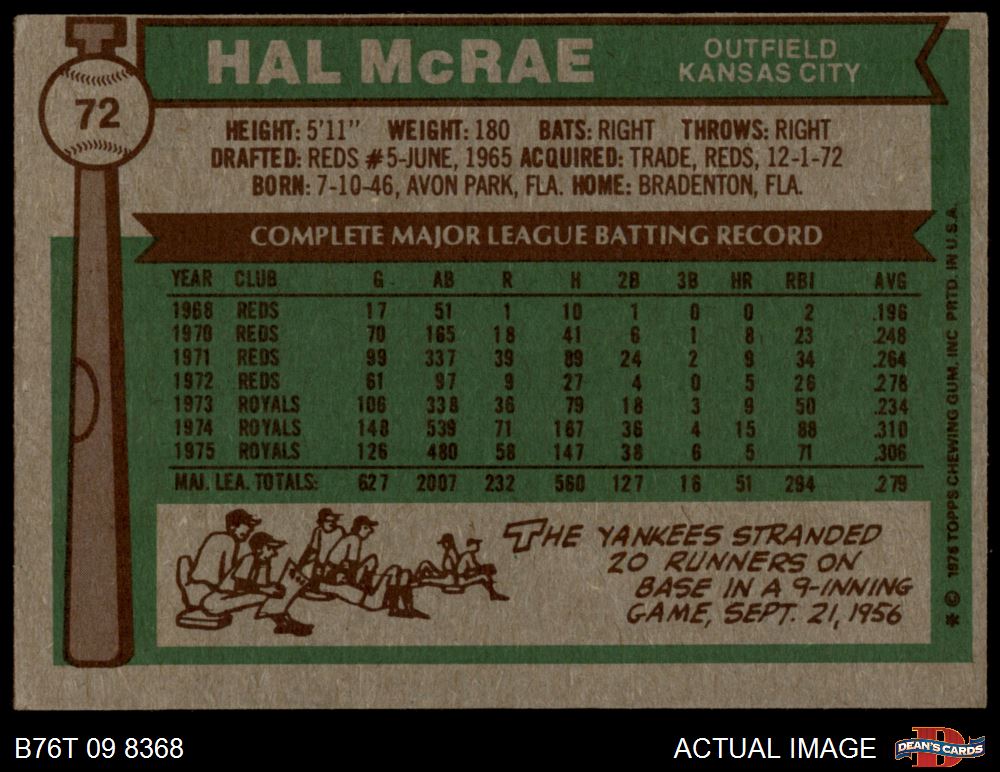 HAL McRAE
OUTFIELD
KANSAS CITY
72
HEIGHT: 5'11" WEIGHT: 180 BATS: RIGHT THROWS: RIGHT
DRAFTED: REDS #5-JUNE, 1965 ACQUIRED: TRADE, REDS, 12-1-72
BORN: 7-10-46, AVON PARK, FLA. HOME: BRADENTON, FLA.
COMPLETE MAJOR LEAGUE BATTING RECORD
YEAR CLUB G AB R H 2B 3B HR RBI AVG
1968 REDS 17 51 1 10 1 0 0 2 .196
1970 REDS 70 165 18 41 6 1 8 23 .248
1971 REDS 99 337 39 89 24 2 9 34 .264
1972 REDS 61 97 9 27 4 0 5 26 .278
1973 ROYALS 106 338 36 79 18 3 9 50 .234
1974 ROYALS 148 539 71 167 36 4 15 88 .310
1975 ROYALS 126 480 58 147 38 6 5 71 .306
MAJ. LEA. TOTALS: 627 2007 232 560 127 16 51 294 .279
THE YANKEES STRANDED
20 RUNNERS ON
BASE IN A 9-INNING
GAME, SEPT. 21, 1956
* © 1976 TOPPS CHEWING GUM, INC PRTD. IN U.S.A.
B76T 09 8368
ACTUAL IMAGE
D
DEAN'S CARDS